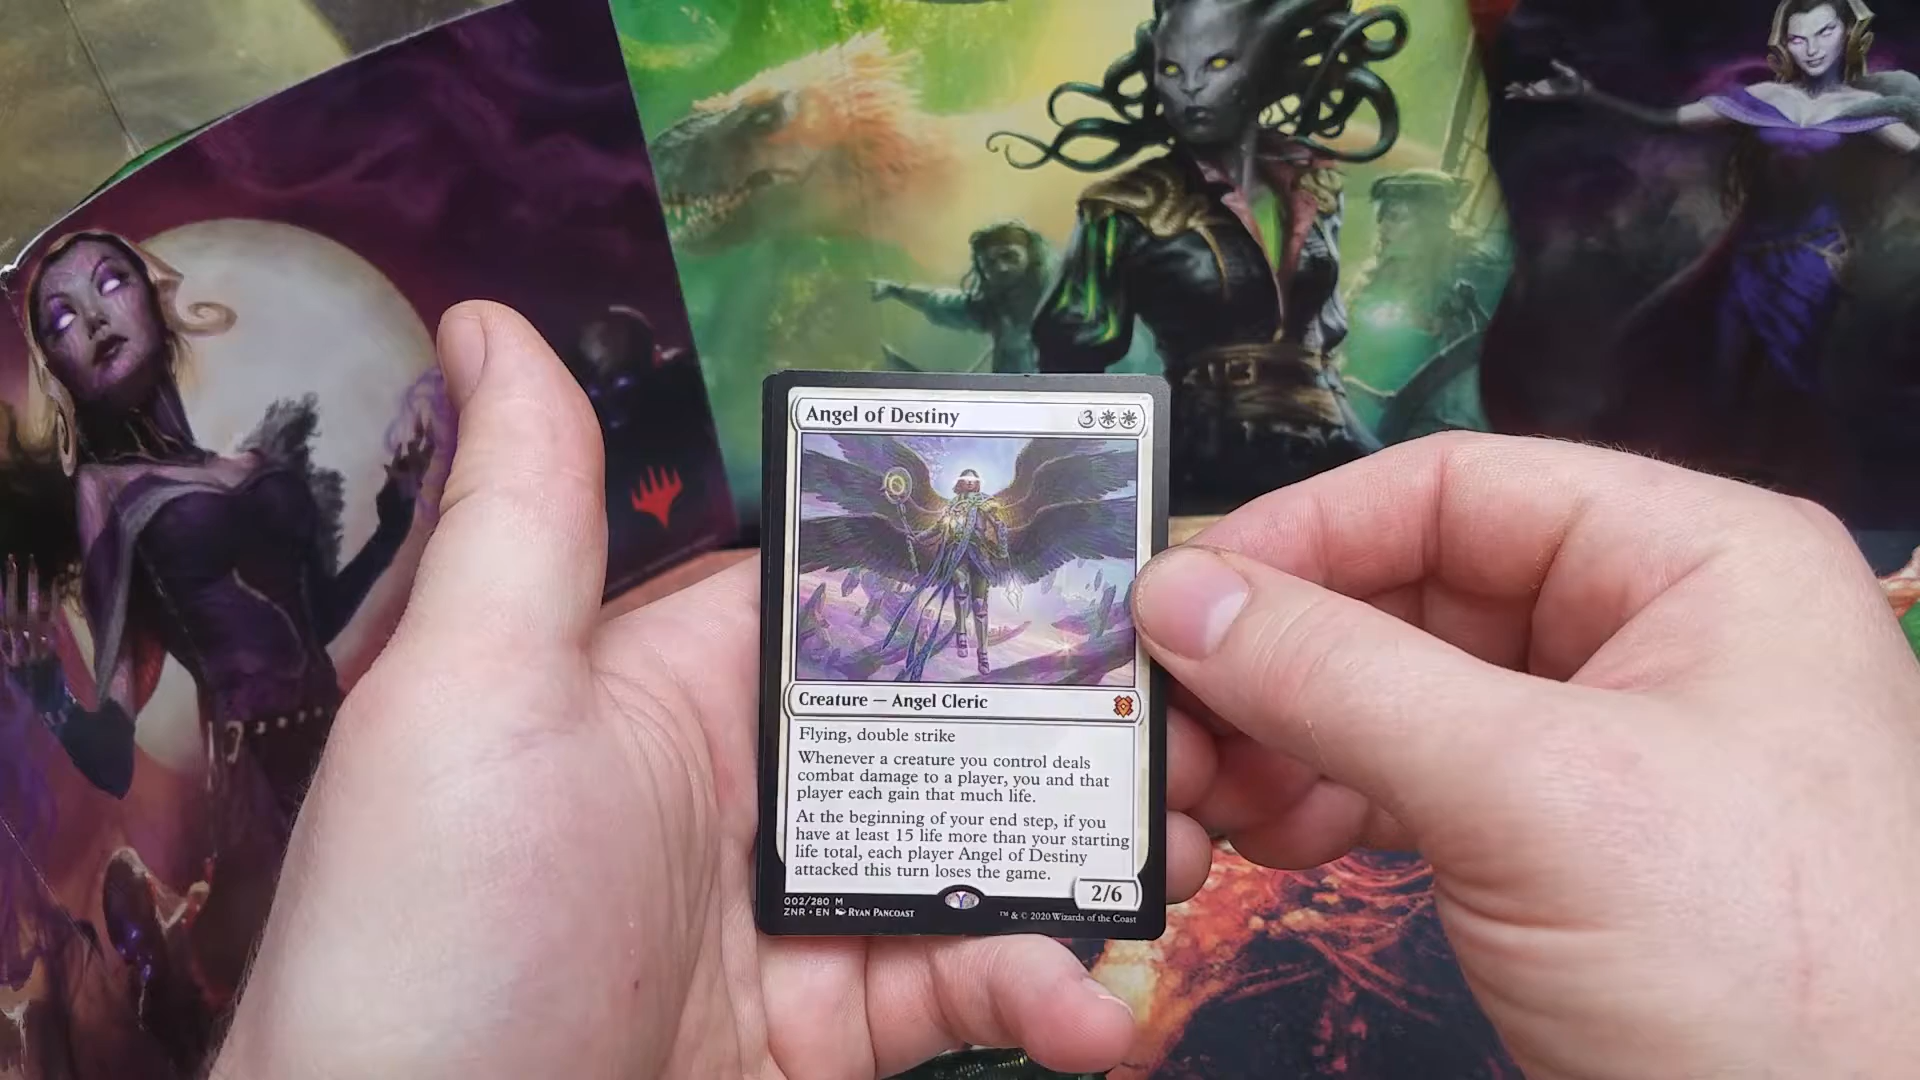 Angel of Destiny 3
Creature — Angel Cleric
Flying, double strike
Whenever a creature you control deals
combat damage to a player, you and that
player each gain that much life.
At the beginning of your end step, if you
have at least 15 life more than your starting
life total, each player Angel of Destiny
attacked this turn loses the game.
2/6
002/280 M
ZNR • EN Ryan Pancoast
™ & © 2020 Wizards of the Coast